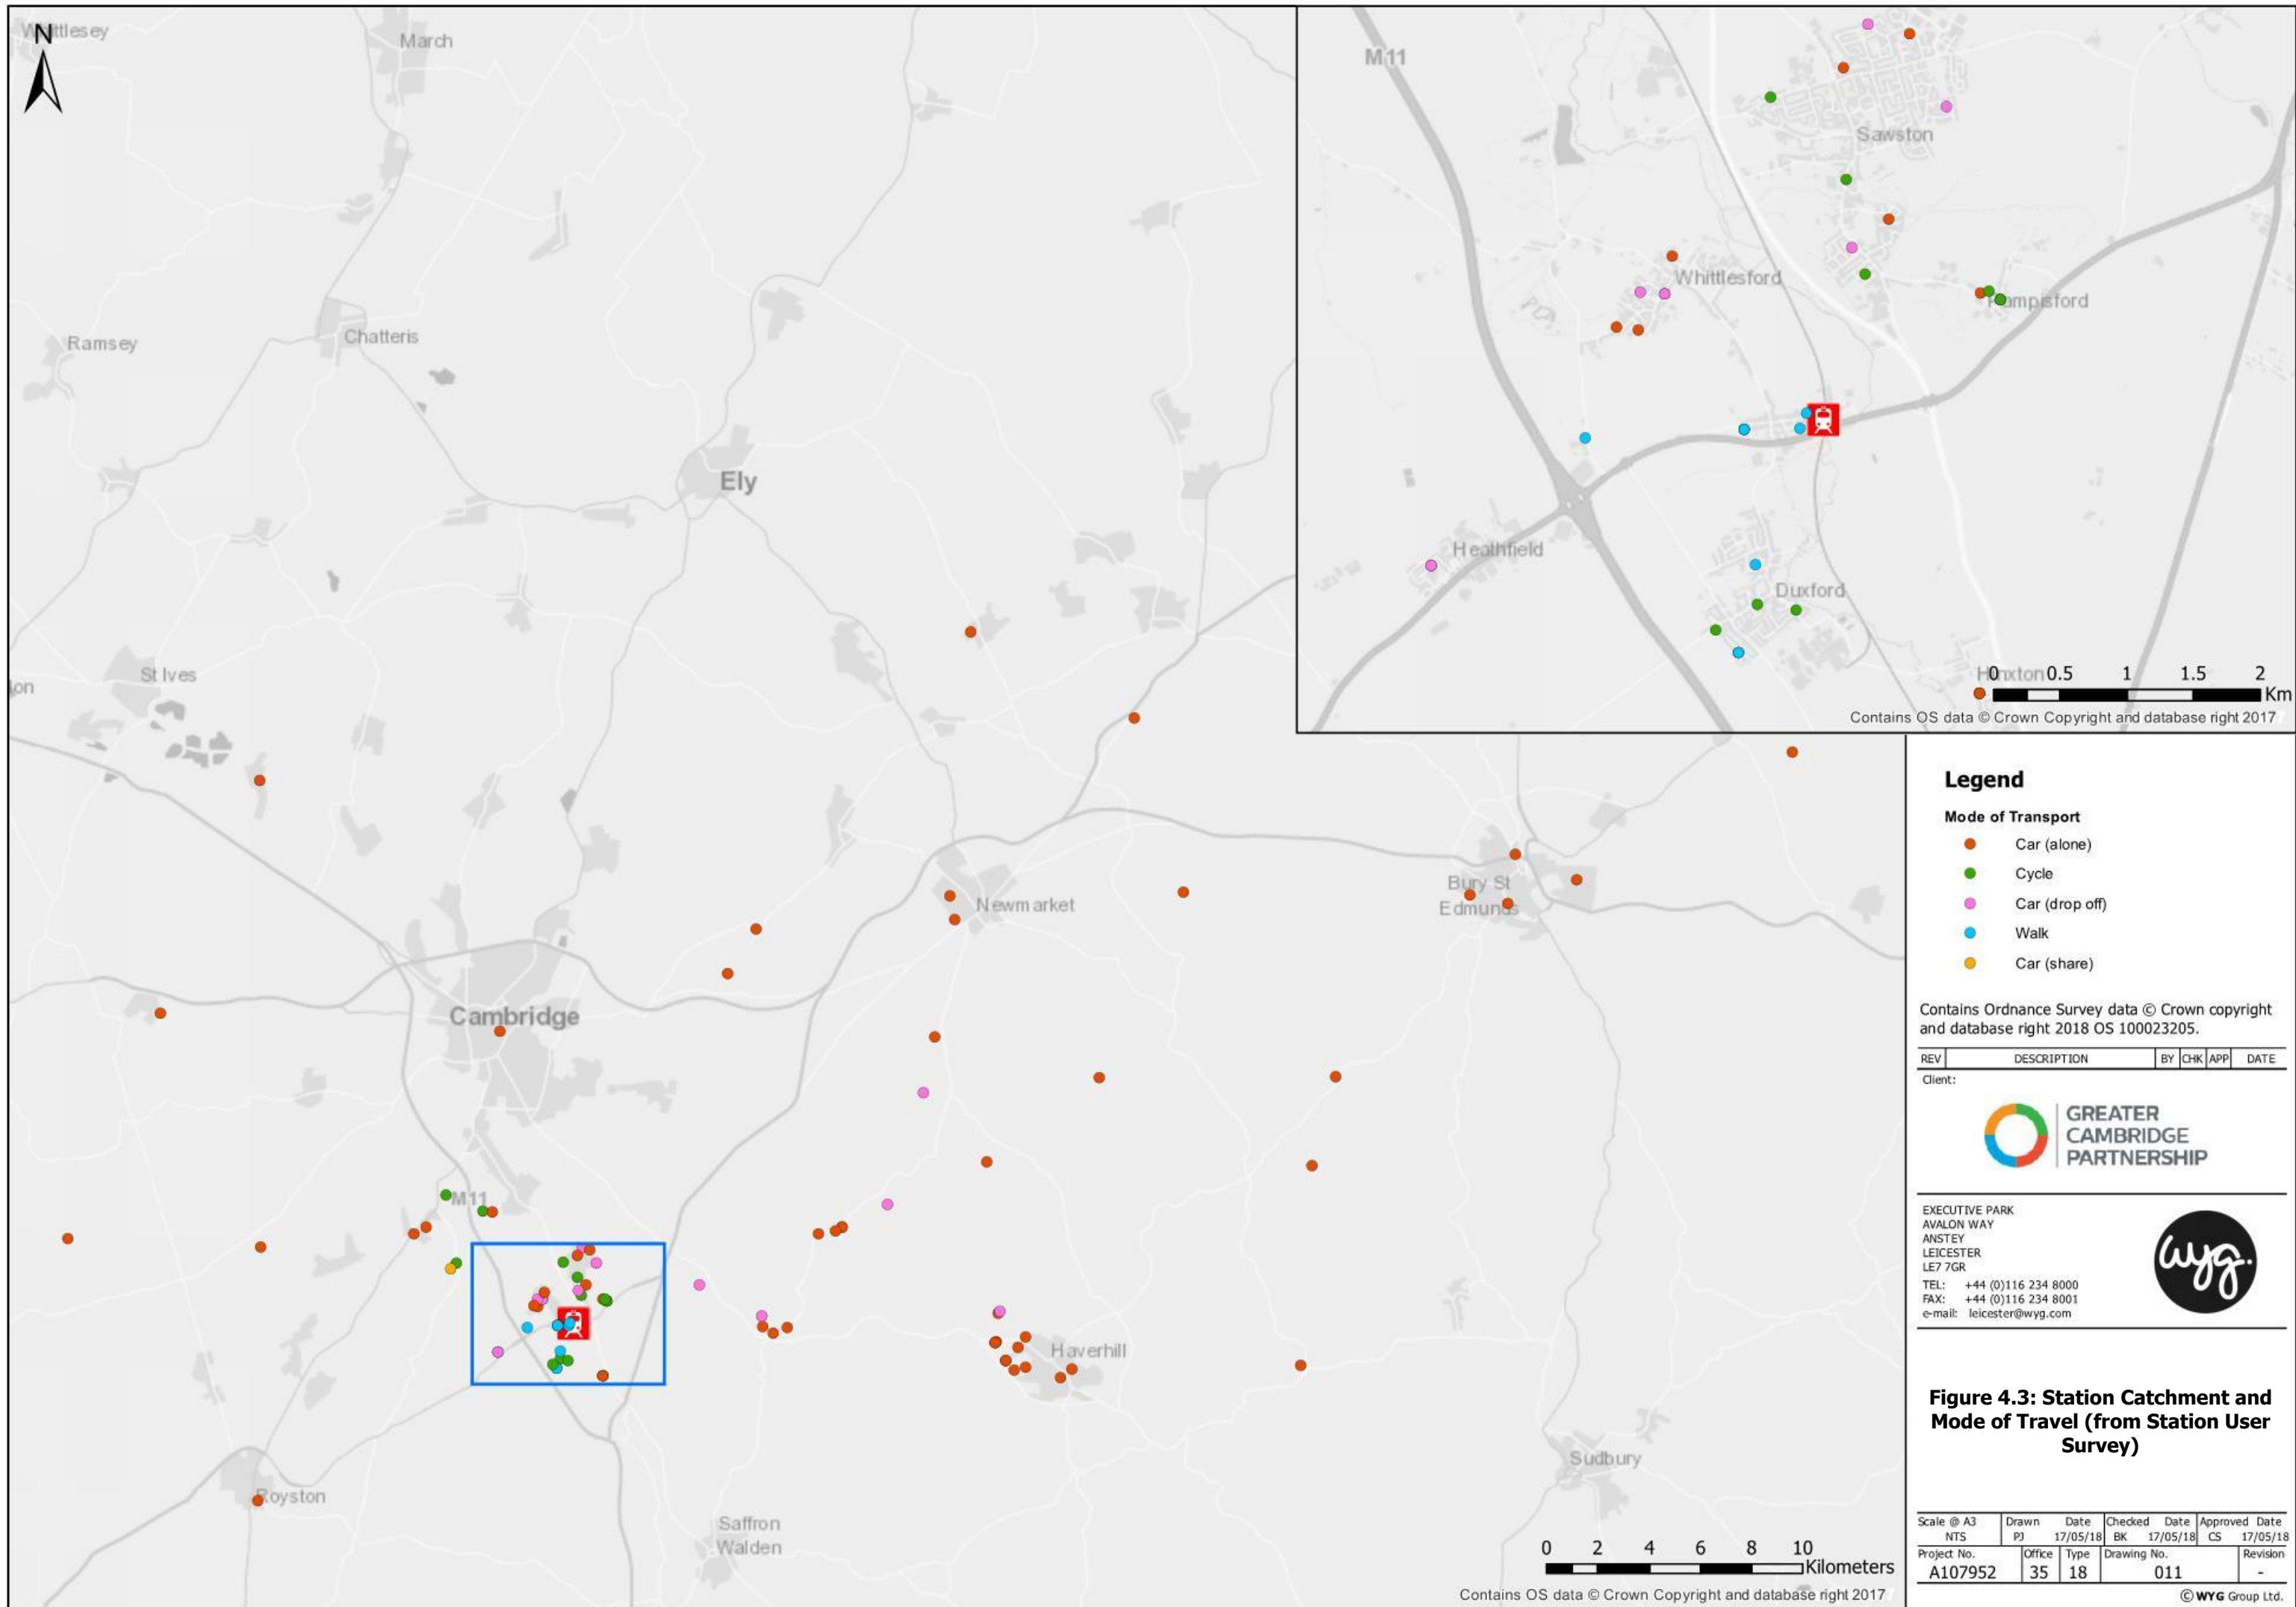 N
Whittlesey
March
Ramsey
Chatteris
Ely
St Ives
Newmarket
Bury St
Edmunds
Cambridge
M11
Haverhill
Royston
Saffron
Walden
Sudbury
0 2 4 6 8 10
Kilometers
Contains OS data © Crown Copyright and database right 2017
M11
Sawston
Whittlesford
Pampisford
Heathfield
Duxford
Hinxton
0 0.5 1 1.5 2
Km
Contains OS data © Crown Copyright and database right 2017
Legend
Mode of Transport
Car (alone)
Cycle
Car (drop off)
Walk
Car (share)
Contains Ordnance Survey data © Crown copyright
and database right 2018 OS 100023205.
REV DESCRIPTION BY CHK APP DATE
Client:
GREATER
CAMBRIDGE
PARTNERSHIP
EXECUTIVE PARK
AVALON WAY
ANSTEY
LEICESTER
LE7 7GR
TEL: +44 (0)116 234 8000
FAX: +44 (0)116 234 8001
e-mail: leicester@wyg.com
wyg.
Figure 4.3: Station Catchment and
Mode of Travel (from Station User
Survey)
Scale @ A3 Drawn Date Checked Date Approved Date
NTS PJ 17/05/18 BK 17/05/18 CS 17/05/18
Project No. Office Type Drawing No. Revision
A107952 35 18 011 -
© WYG Group Ltd.